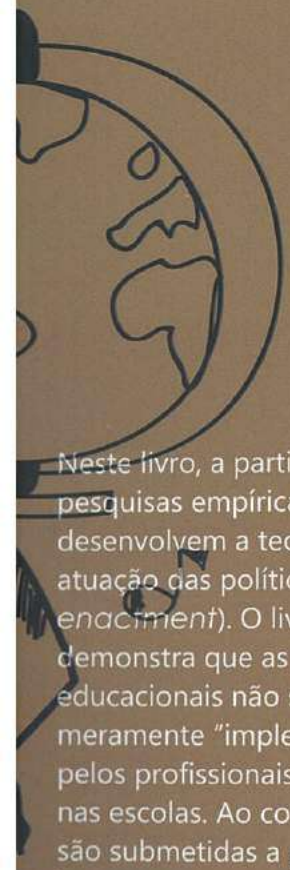 Neste livro, a parti
pesquisas empírica
desenvolvem a teo
atuação das polític
enactment). O liv
demonstra que as
educacionais não s
meramente "imple
pelos profissionais
nas escolas. Ao co
são submetidas a